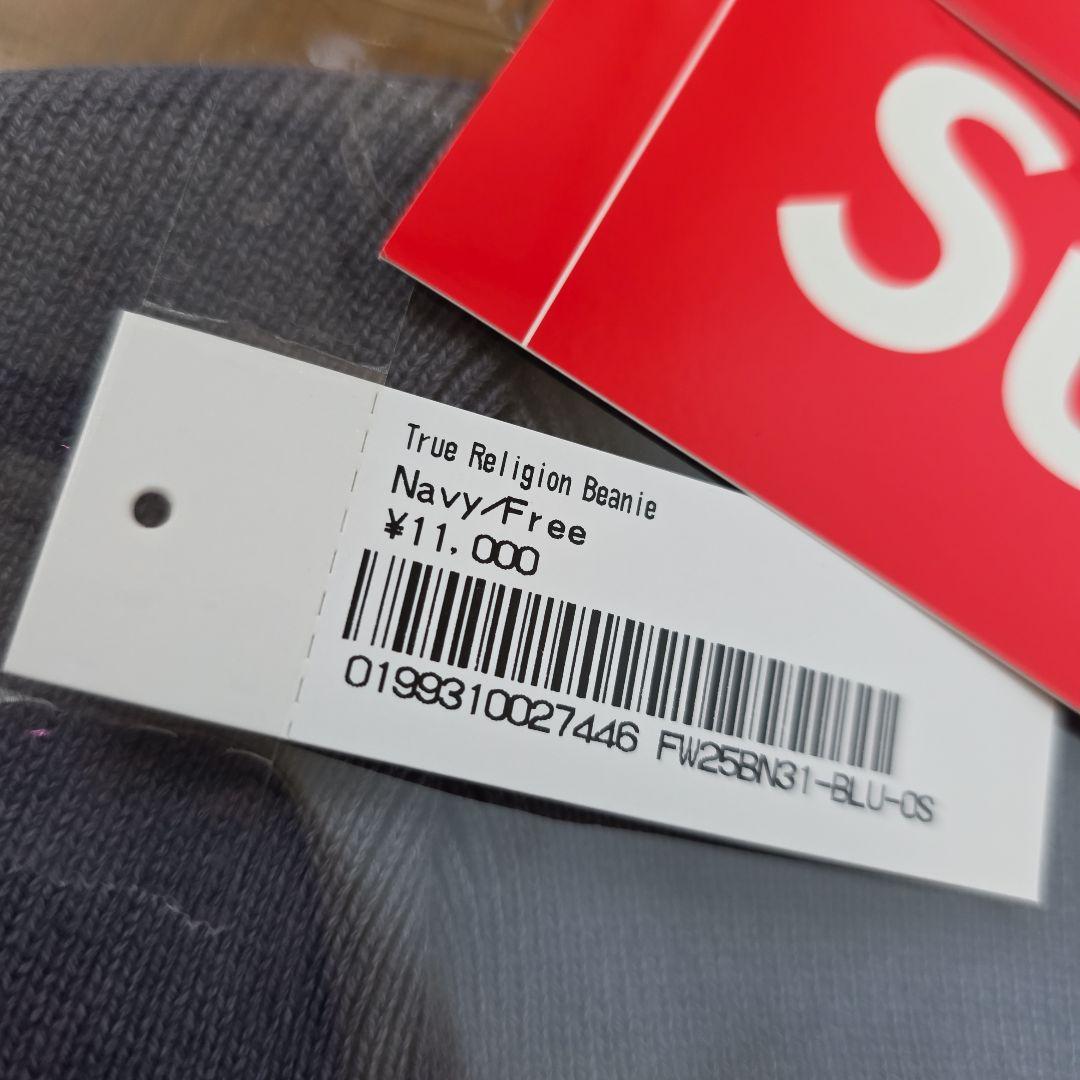 Su
True Religion Beanie
Navy/Free
¥11,000
0199310027446 FW25BN31-BLU-OS